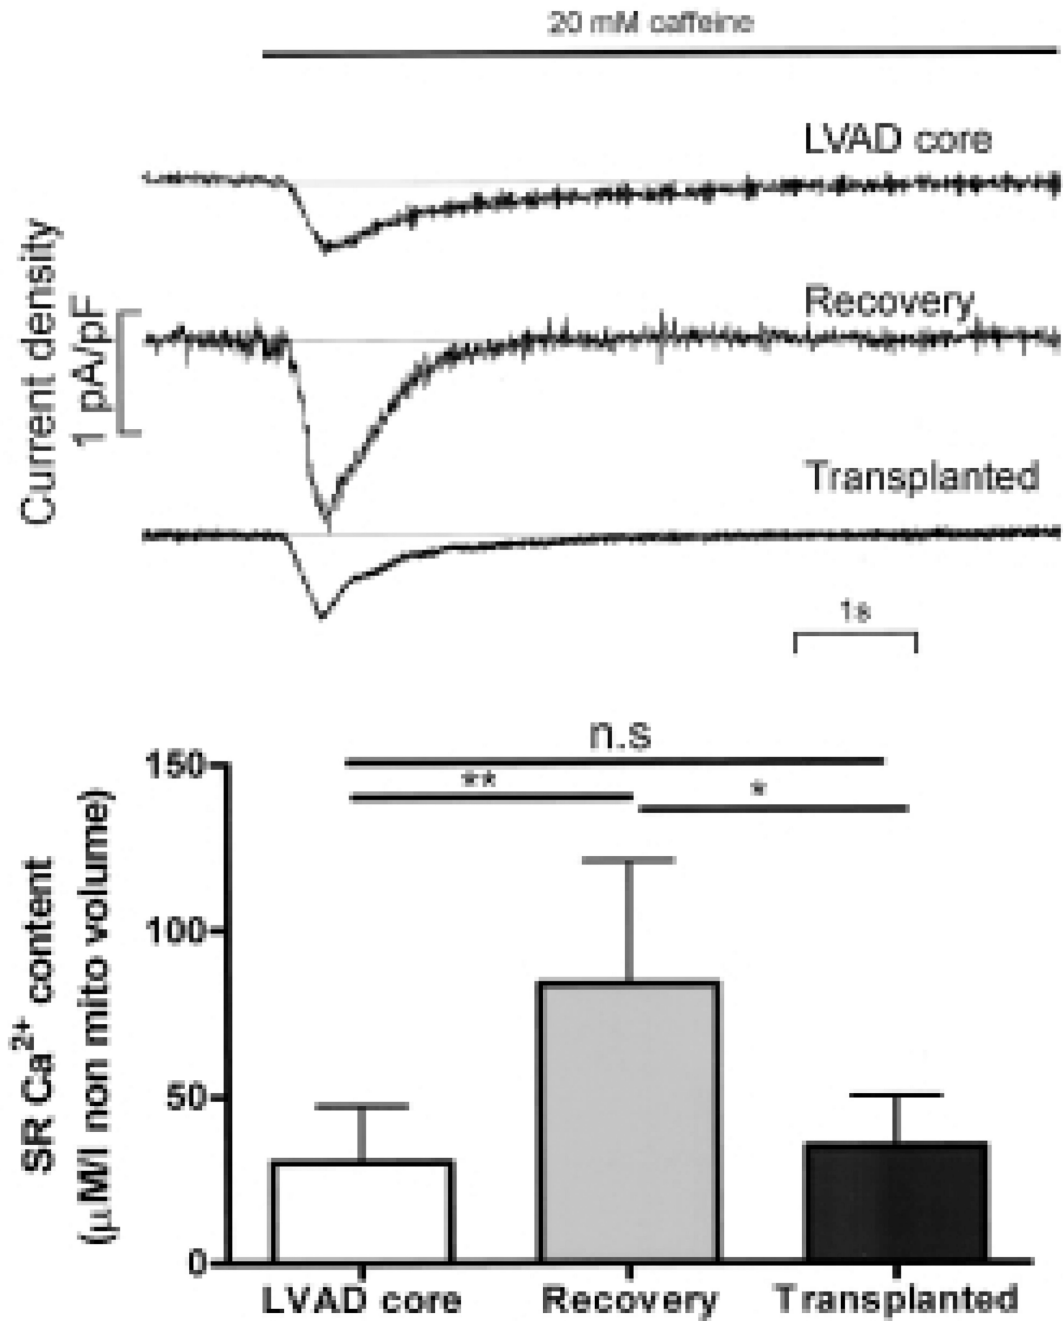 20 mM caffeine
LVAD core
Recovery
Transplanted
Current density
1 pA/pF
1s
n.s
**
*
150
100
50
0
SR Ca²⁺ content
(μM/l non mito volume)
LVAD core
Recovery
Transplanted